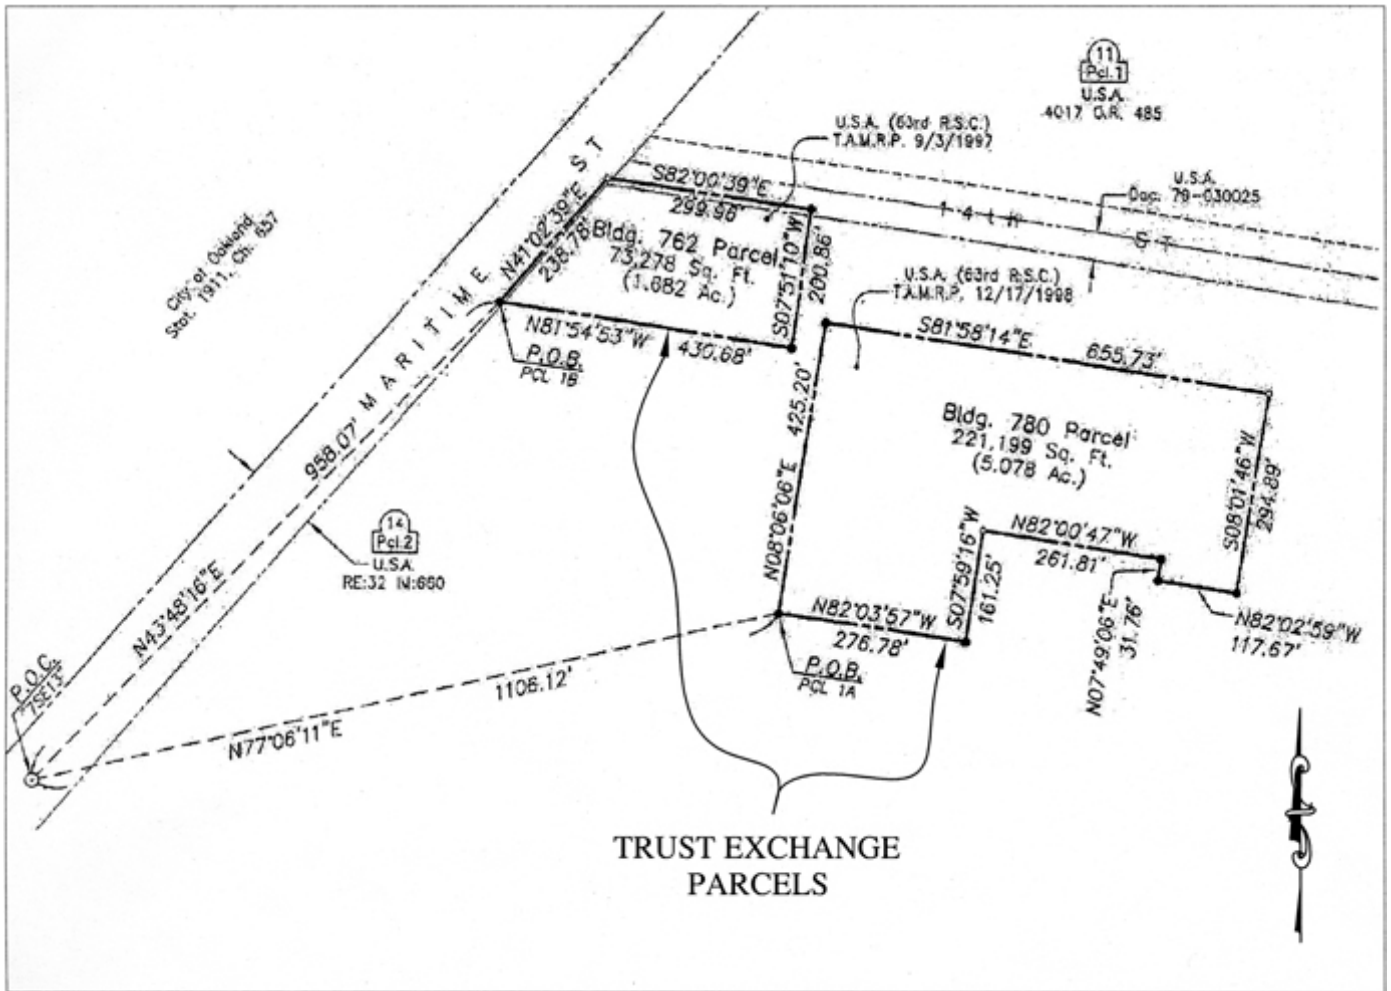 11
Pcl.1
U.S.A.
4017 O.R. 485
U.S.A. (63rd R.S.C.)
T.A.M.R.P. 9/3/1997
U.S.A.
Doc. 79-030025
14th ST
S82°00'39"E
299.96'
City of Oakland
Stat. 1911, Ch. 657
MARITIME ST
N41°02'39"E
238.78'
Bldg. 762 Parcel
73,278 Sq. Ft.
(1.682 Ac.)
S07°51'10"W
200.86'
U.S.A. (63rd R.S.C.)
T.A.M.R.P. 12/17/1998
N81°54'53"W
430.68'
P.O.B.
PCL 1B
S81°58'14"E
655.73'
N08°06'06"E
425.20'
Bldg. 780 Parcel
221,199 Sq. Ft.
(5.078 Ac.)
S08°01'46"W
294.89'
958.07'
N43°48'16"E
14
Pcl.2
U.S.A.
RE:32 IM:660
N82°00'47"W
261.81'
S07°59'16"W
161.25'
N07°49'06"E
31.76'
N82°02'59"W
117.67'
N82°03'57"W
276.78'
P.O.B.
PCL 1A
P.O.C.
"7SE13"
1106.12'
N77°06'11"E
TRUST EXCHANGE
PARCELS